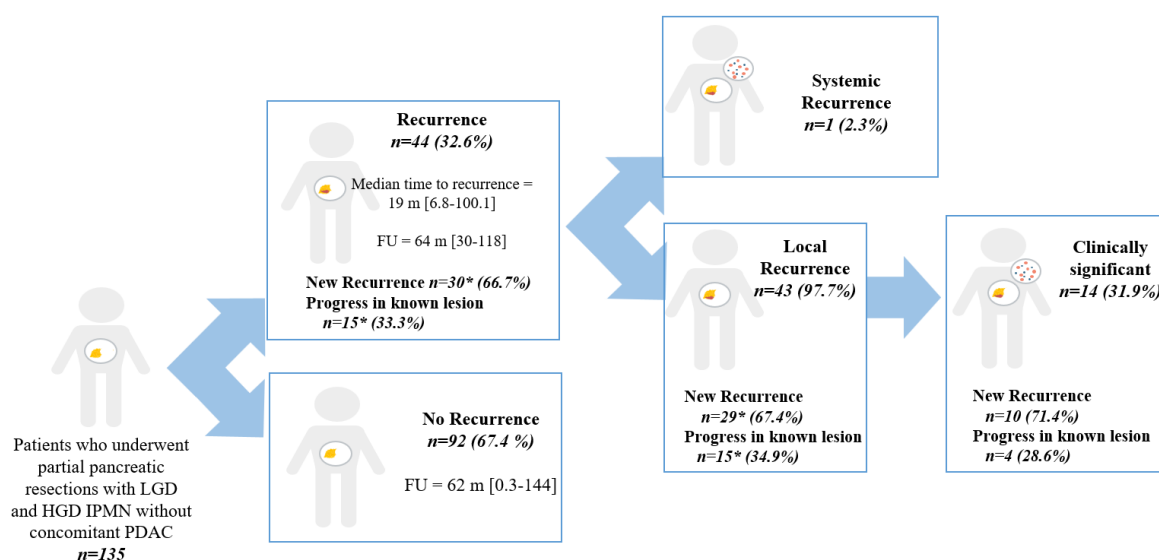 Patients who underwent
partial pancreatic
resections with LGD
and HGD IPMN without
concomitant PDAC
n=135
Recurrence
n=44 (32.6%)
Median time to recurrence =
19 m [6.8-100.1]
FU = 64 m [30-118]
New Recurrence n=30* (66.7%)
Progress in known lesion
n=15* (33.3%)
No Recurrence
n=92 (67.4 %)
FU = 62 m [0.3-144]
Systemic
Recurrence
n=1 (2.3%)
Local
Recurrence
n=43 (97.7%)
New Recurrence
n=29* (67.4%)
Progress in known lesion
n=15* (34.9%)
Clinically
significant
n=14 (31.9%)
New Recurrence
n=10 (71.4%)
Progress in known lesion
n=4 (28.6%)